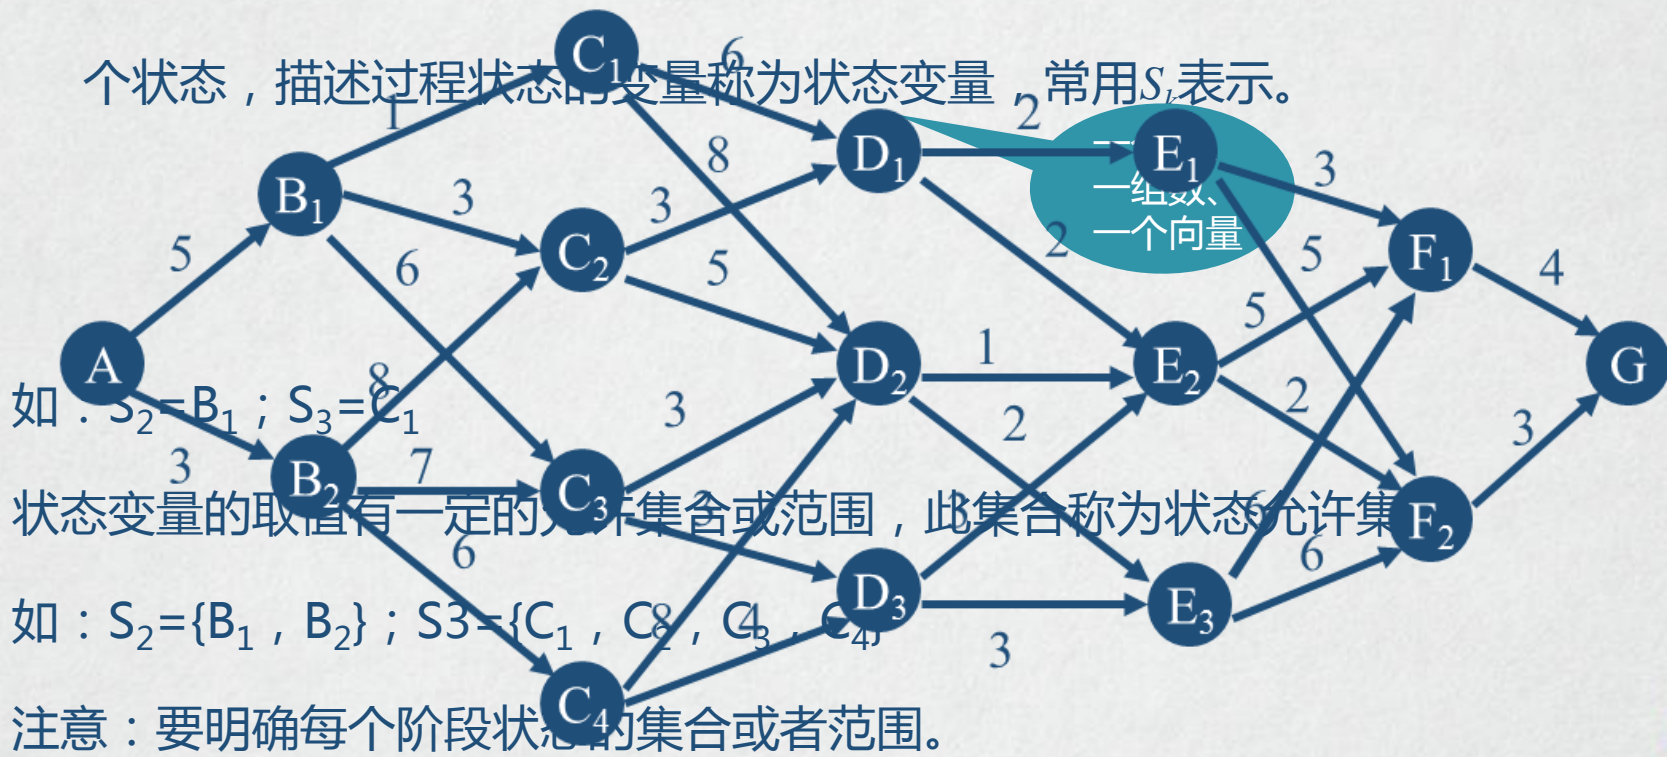 个状态，描述过程状态的变量称为状态变量，常用Sk表示。
一
一组数、
一个向量
如：S2=B1；S3=C1
状态变量的取值有一定的允许集合或范围，此集合称为状态允许集
如：S2={B1，B2}；S3={C1，C2，C3，C4}
注意：要明确每个阶段状态的集合或者范围。
A
B1
B2
C1
C2
C3
C4
D1
D2
D3
E1
E2
E3
F1
F2
G
5
3
1
3
6
8
7
6
6
8
3
5
3
3
8
4
2
2
1
2
3
3
3
5
5
2
6
6
4
3